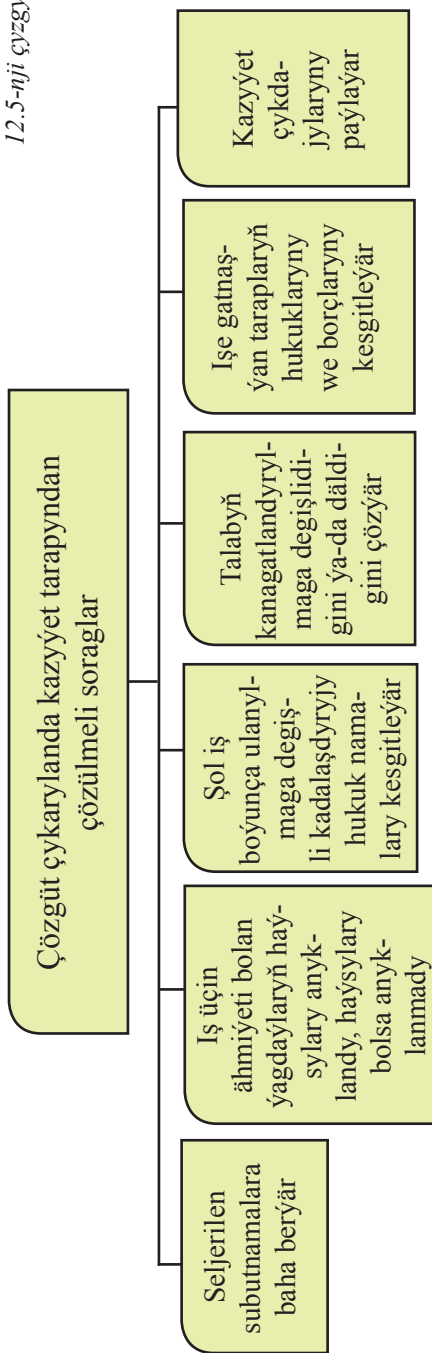 12.5-nji çyzgy
Çözgüt çykarylanda kazyýet tarapyndan
çözülmeli soraglar
Seljerilen
subutnamalara
baha berýär
Iş üçin
ähmiýeti bolan
ýagdaýlaryň haý-
sylary anyk-
landy, haýsylary
bolsa anyk-
lanmady
Şol iş
boýunça ulanyl-
maga degiş-
li kadalaşdyryjy
hukuk nama-
lary kesgitleýär
Talabyň
kanagatlandyryl-
maga degişlidi-
gini ýa-da däldi-
gini çözýär
Işe gatnaş-
ýan taraplaryň
hukuklaryny
we borçlaryny
kesgitleýär
Kazyýet
çykda-
jylaryny
paýlaýar